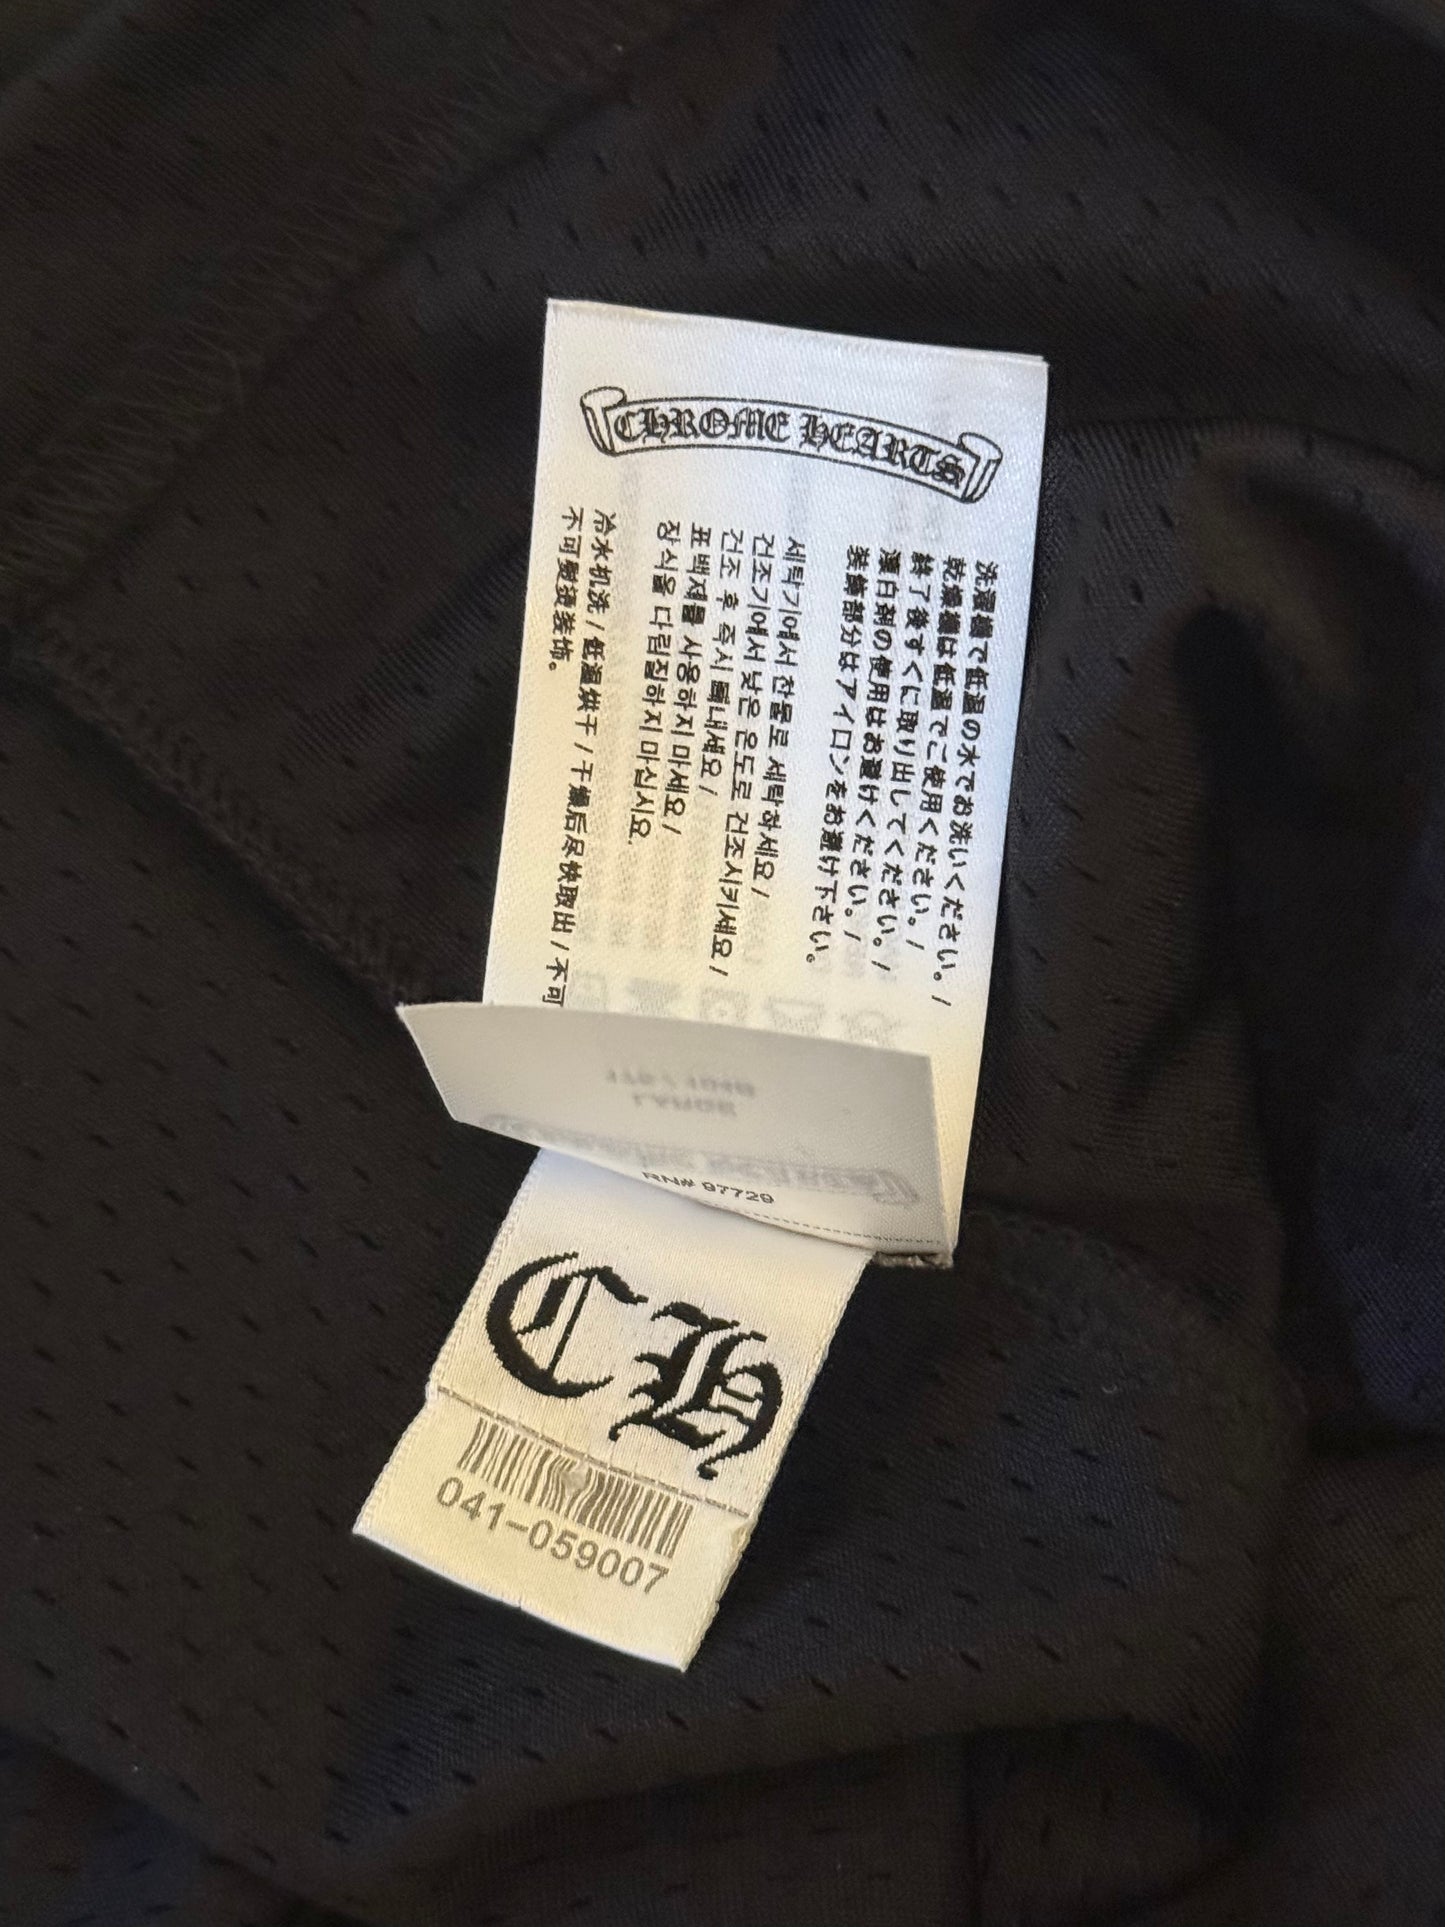 CHROME HEARTS
洗濯機で低温の水でお洗いください。/
乾燥機は低温でご使用ください。/
終了後すぐに取り出してください。/
漂白剤の使用はお避けください。/
装飾部分はアイロンをお避け下さい。
세탁기에서 찬물로 세탁하세요 /
건조기에서 낮은 온도로 건조시키세요 /
건조 후 즉시 빼내세요 /
표백제를 사용하지 마세요 /
장식을 다림질하지 마십시요.
冷水机洗 / 低温烘干 / 干燥后尽快取出 / 不可
不可熨烫装饰。
RN# 97729
CH
041-059007